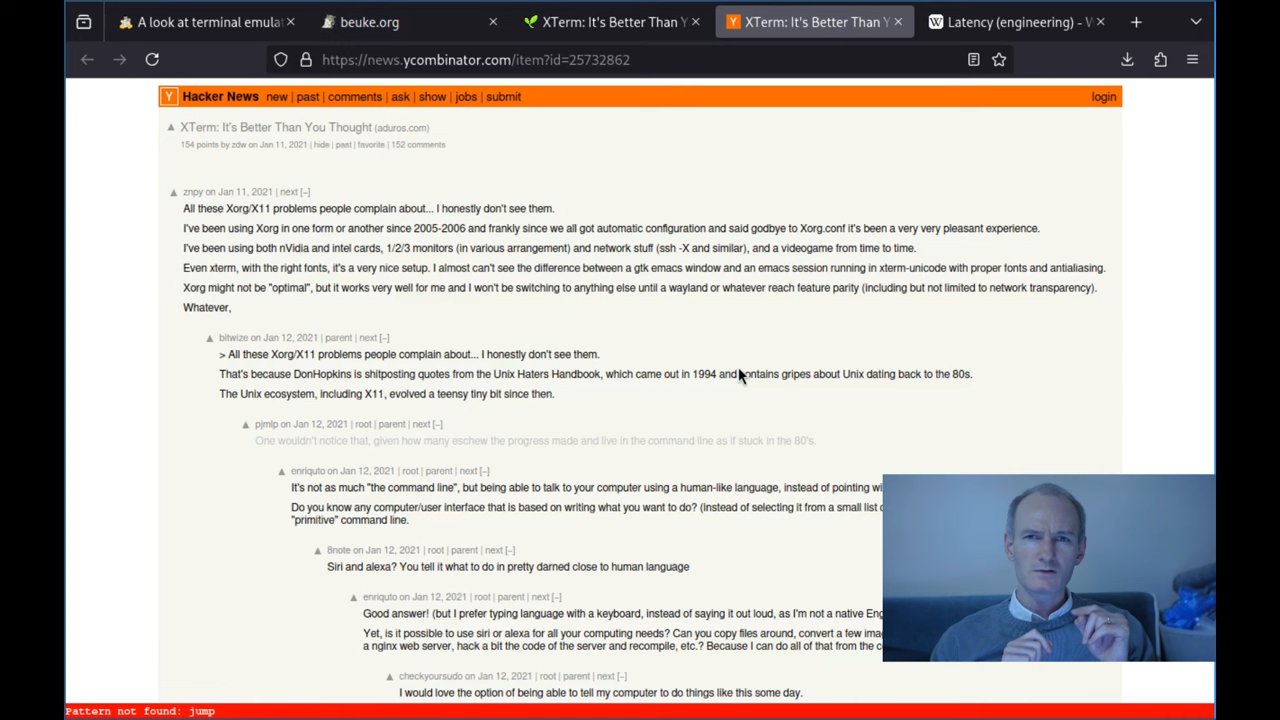 A look at terminal emulat
beuke.org
XTerm: It's Better Than Y
XTerm: It's Better Than Y
Latency (engineering) - W
https://news.ycombinator.com/item?id=25732862
Y Hacker News new | past | comments | ask | show | jobs | submit login
XTerm: It's Better Than You Thought (aduros.com)
154 points by zdw on Jan 11, 2021 | hide | past | favorite | 152 comments
znpy on Jan 11, 2021 | next [–]
All these Xorg/X11 problems people complain about... I honestly don't see them.
I've been using Xorg in one form or another since 2005-2006 and frankly since we all got automatic configuration and said godbye to Xorg.conf it's been a very very pleasant experience.
I've been using both nVidia and intel cards, 1/2/3 monitors (in various arrangement) and network stuff (ssh -X and similar), and a videogame from time to time.
Even xterm, with the right fonts, it's a very nice setup. I almost can't see the difference between a gtk emacs window and an emacs session running in xterm-unicode with proper fonts and antialiasing.
Xorg might not be "optimal", but it works very well for me and I won't be switching to anything else until a wayland or whatever reach feature parity (including but not limited to network transparency).
Whatever,
bitwize on Jan 12, 2021 | parent | next [–]
> All these Xorg/X11 problems people complain about... I honestly don't see them.
That's because DonHopkins is shitposting quotes from the Unix Haters Handbook, which came out in 1994 and contains gripes about Unix dating back to the 80s.
The Unix ecosystem, including X11, evolved a teensy tiny bit since then.
pjmlp on Jan 12, 2021 | root | parent | next [–]
One wouldn't notice that, given how many eschew the progress made and live in the command line as if stuck in the 80's.
enriquto on Jan 12, 2021 | root | parent | next [–]
It's not as much "the command line", but being able to talk to your computer using a human-like language, instead of pointing wi
Do you know any computer/user interface that is based on writing what you want to do? (instead of selecting it from a small list o
"primitive" command line.
8note on Jan 12, 2021 | root | parent | next [–]
Siri and alexa? You tell it what to do in pretty darned close to human language
enriquto on Jan 12, 2021 | root | parent | next [–]
Good answer! (but I prefer typing language with a keyboard, instead of saying it out loud, as I'm not a native Eng
Yet, is it possible to use siri or alexa for all your computing needs? Can you copy files around, convert a few imag
a nginx web server, hack a bit the code of the server and recompile, etc.? Because I can do all of that from the c
checkyoursudo on Jan 12, 2021 | root | parent | next [–]
I would love the option of being able to tell my computer to do things like this some day.
Pattern not found: jump